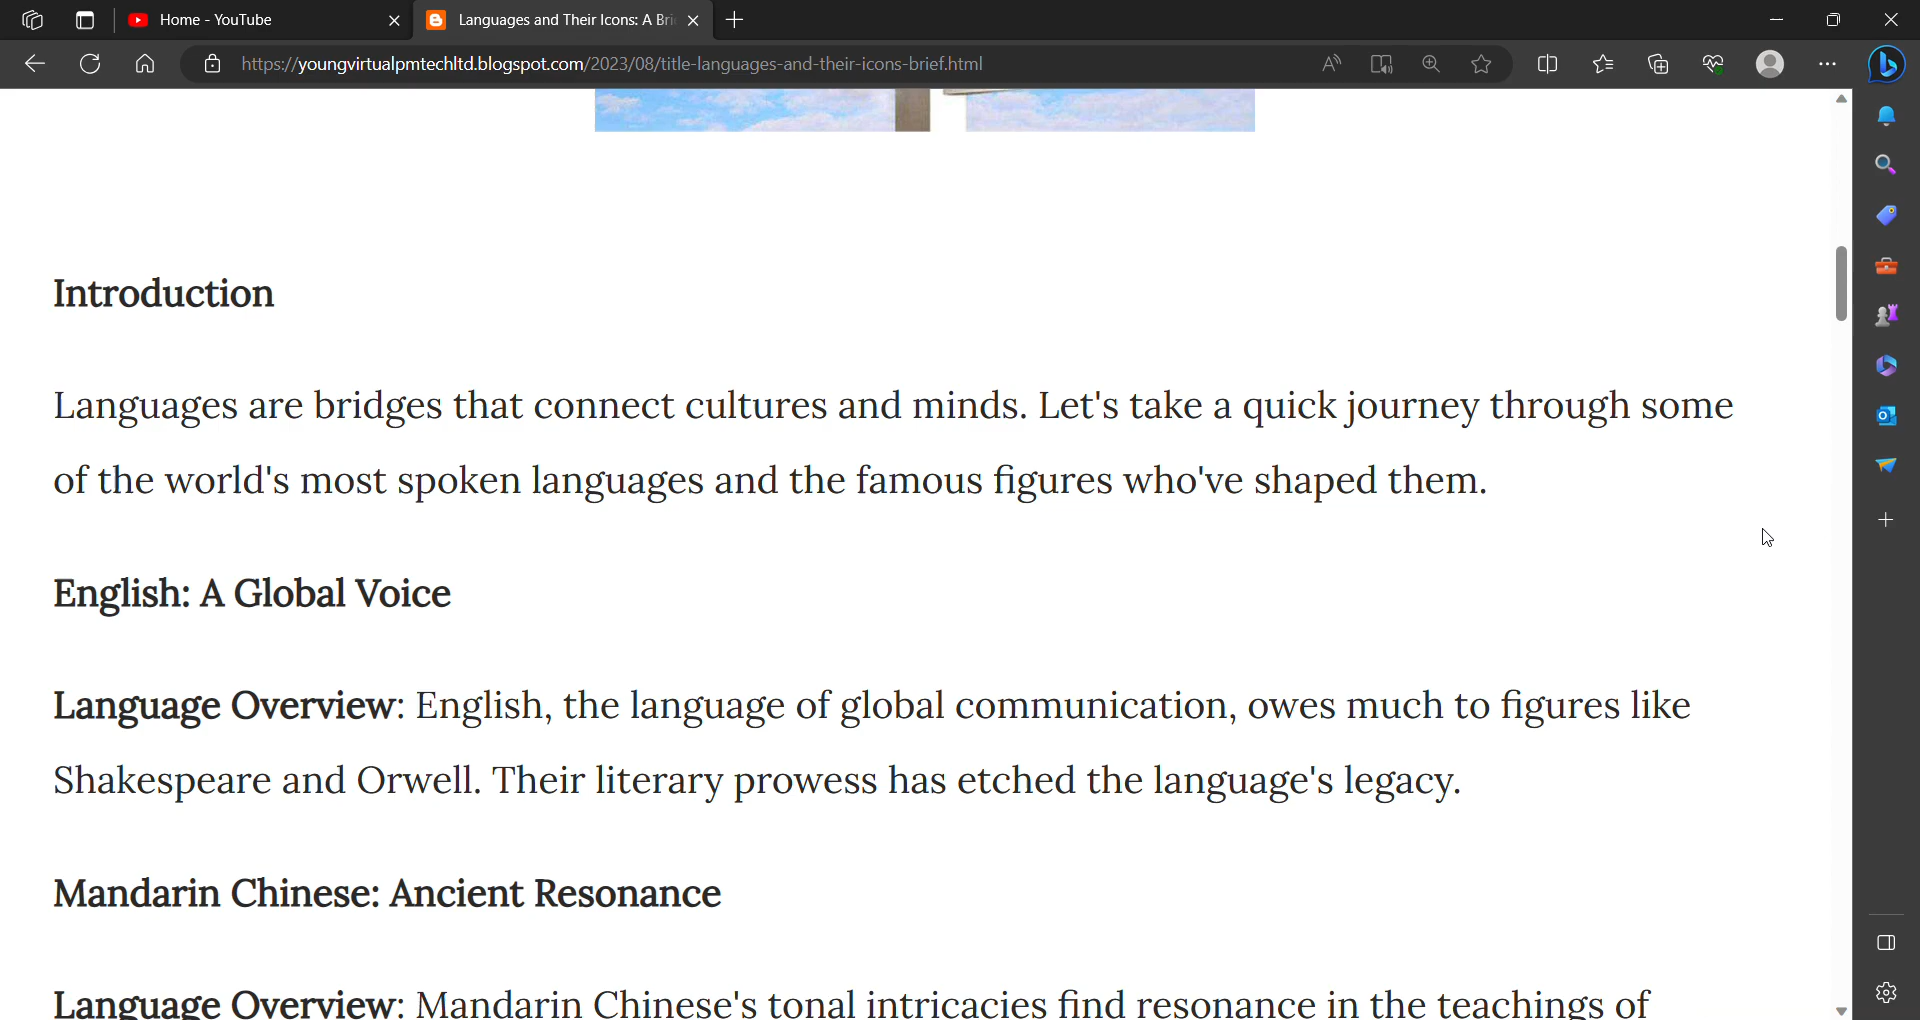 Home - YouTube
Languages and Their Icons: A Bri
https://youngvirtualpmtechltd.blogspot.com/2023/08/title-languages-and-their-icons-brief.html
Introduction
Languages are bridges that connect cultures and minds. Let's take a quick journey through some
of the world's most spoken languages and the famous figures who've shaped them.
English: A Global Voice
Language Overview: English, the language of global communication, owes much to figures like
Shakespeare and Orwell. Their literary prowess has etched the language's legacy.
Mandarin Chinese: Ancient Resonance
Language Overview: Mandarin Chinese's tonal intricacies find resonance in the teachings of